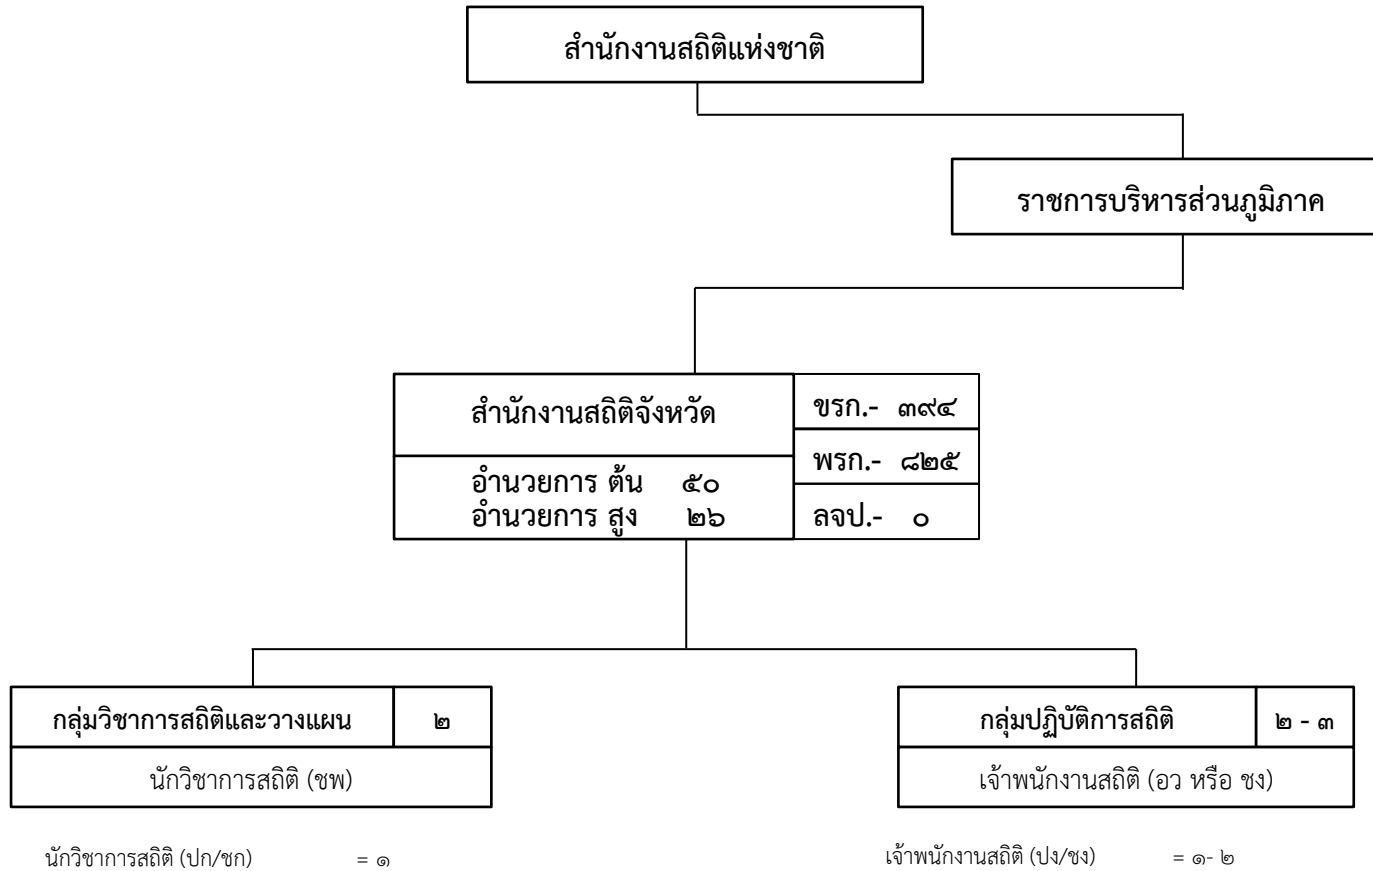 สำนักงานสถิติแห่งชาติ
ราชการบริหารส่วนภูมิภาค
สำนักงานสถิติจังหวัด
ขรก.- ๓๙๔
พรก.- ๘๒๕
อำนวยการ ต้น ๕๐
อำนวยการ สูง ๒๖
ลจป.- ๐
กลุ่มวิชาการสถิติและวางแผน ๒
นักวิชาการสถิติ (ชพ)
นักวิชาการสถิติ (ปก/ชก) = ๑
กลุ่มปฏิบัติการสถิติ ๒ - ๓
เจ้าพนักงานสถิติ (อว หรือ ชง)
เจ้าพนักงานสถิติ (ปง/ชง) = ๑- ๒